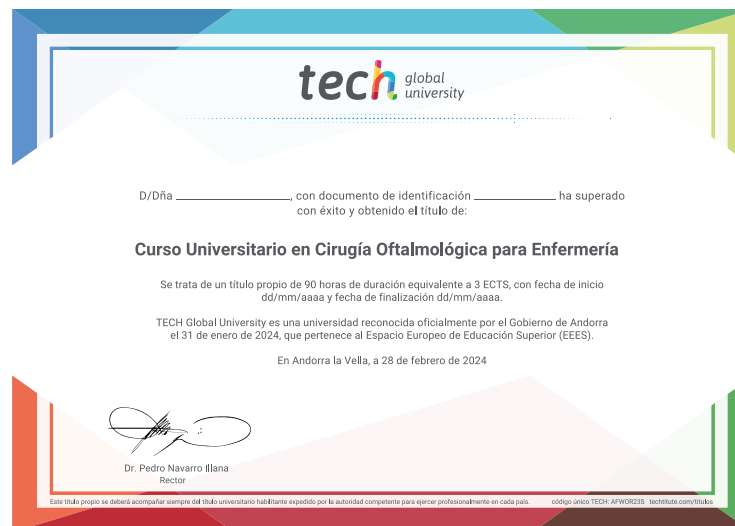 tech global university
D/Dña ______________, con documento de identificación ______________ ha superado
con éxito y obtenido el título de:
Curso Universitario en Cirugía Oftalmológica para Enfermería
Se trata de un título propio de 90 horas de duración equivalente a 3 ECTS, con fecha de inicio
dd/mm/aaaa y fecha de finalización dd/mm/aaaa.
TECH Global University es una universidad reconocida oficialmente por el Gobierno de Andorra
el 31 de enero de 2024, que pertenece al Espacio Europeo de Educación Superior (EEES).
En Andorra la Vella, a 28 de febrero de 2024
Dr. Pedro Navarro Illana
Rector
Este título propio se deberá acompañar siempre del título universitario habilitante expedido por la autoridad competente para ejercer profesionalmente en cada país. código único TECH: AFWOR23S techtitute.com/titulos